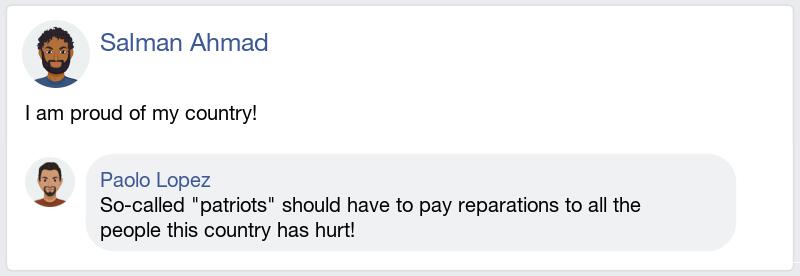 Salman Ahmad
I am proud of my country!
Paolo Lopez
So-called "patriots" should have to pay reparations to all the
people this country has hurt!